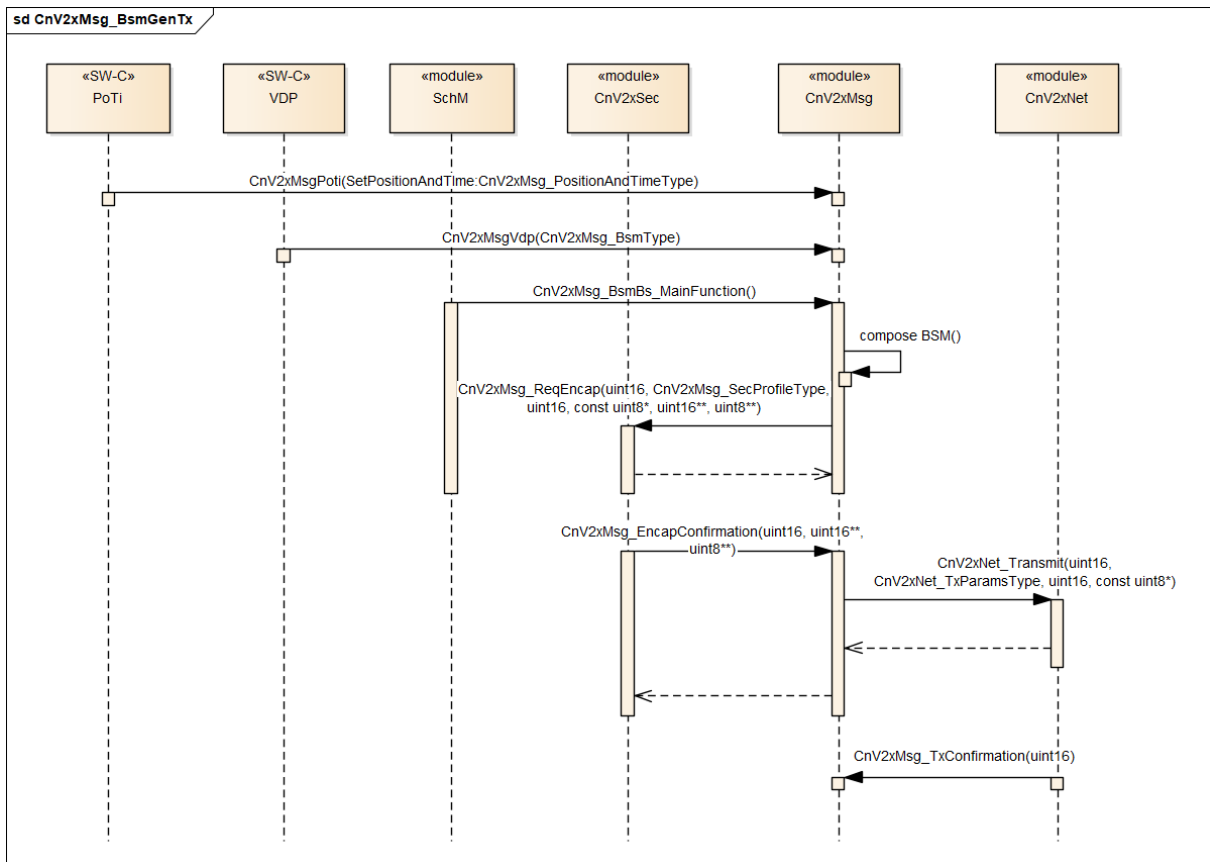 sd CnV2xMsg_BsmGenTx
«SW-C»
PoTi
«SW-C»
VDP
«module»
SchM
«module»
CnV2xSec
«module»
CnV2xMsg
«module»
CnV2xNet
CnV2xMsgPoti(SetPositionAndTIme:CnV2xMsg_PositionAndTimeType)
CnV2xMsgVdp(CnV2xMsg_BsmType)
CnV2xMsg_BsmBs_MainFunction()
compose BSM()
CnV2xMsg_ReqEncap(uint16, CnV2xMsg_SecProfileType,
uint16, const uint8*, uint16**, uint8**)
CnV2xMsg_EncapConfirmation(uint16, uint16**,
uint8**)
CnV2xNet_Transmit(uint16,
CnV2xNet_TxParamsType, uint16, const uint8*)
CnV2xMsg_TxConfirmation(uint16)